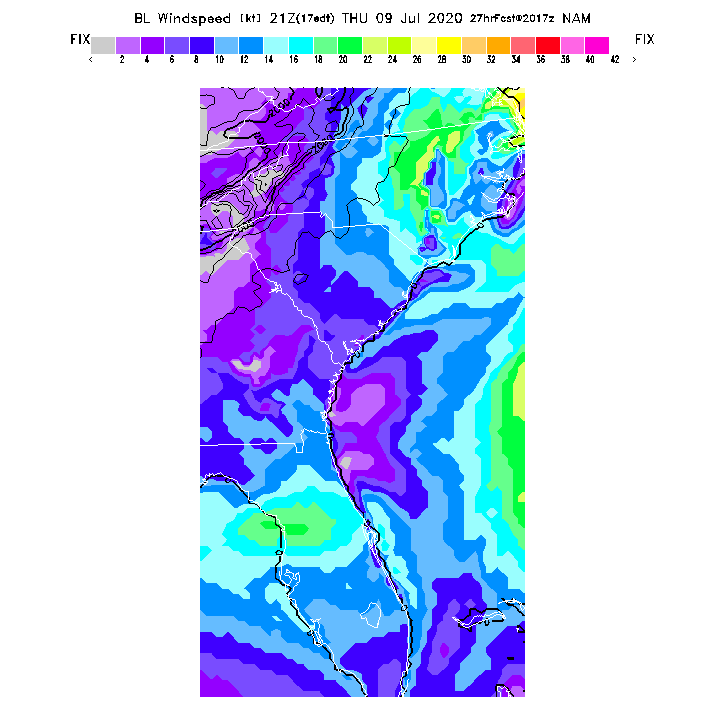 BL Windspeed [kt] 21Z(17edt) THU 09 Jul 2020 27hrFcst@2017z NAM
FIX FIX
< 2 4 6 8 10 12 14 16 18 20 22 24 26 28 30 32 34 36 38 40 42 >